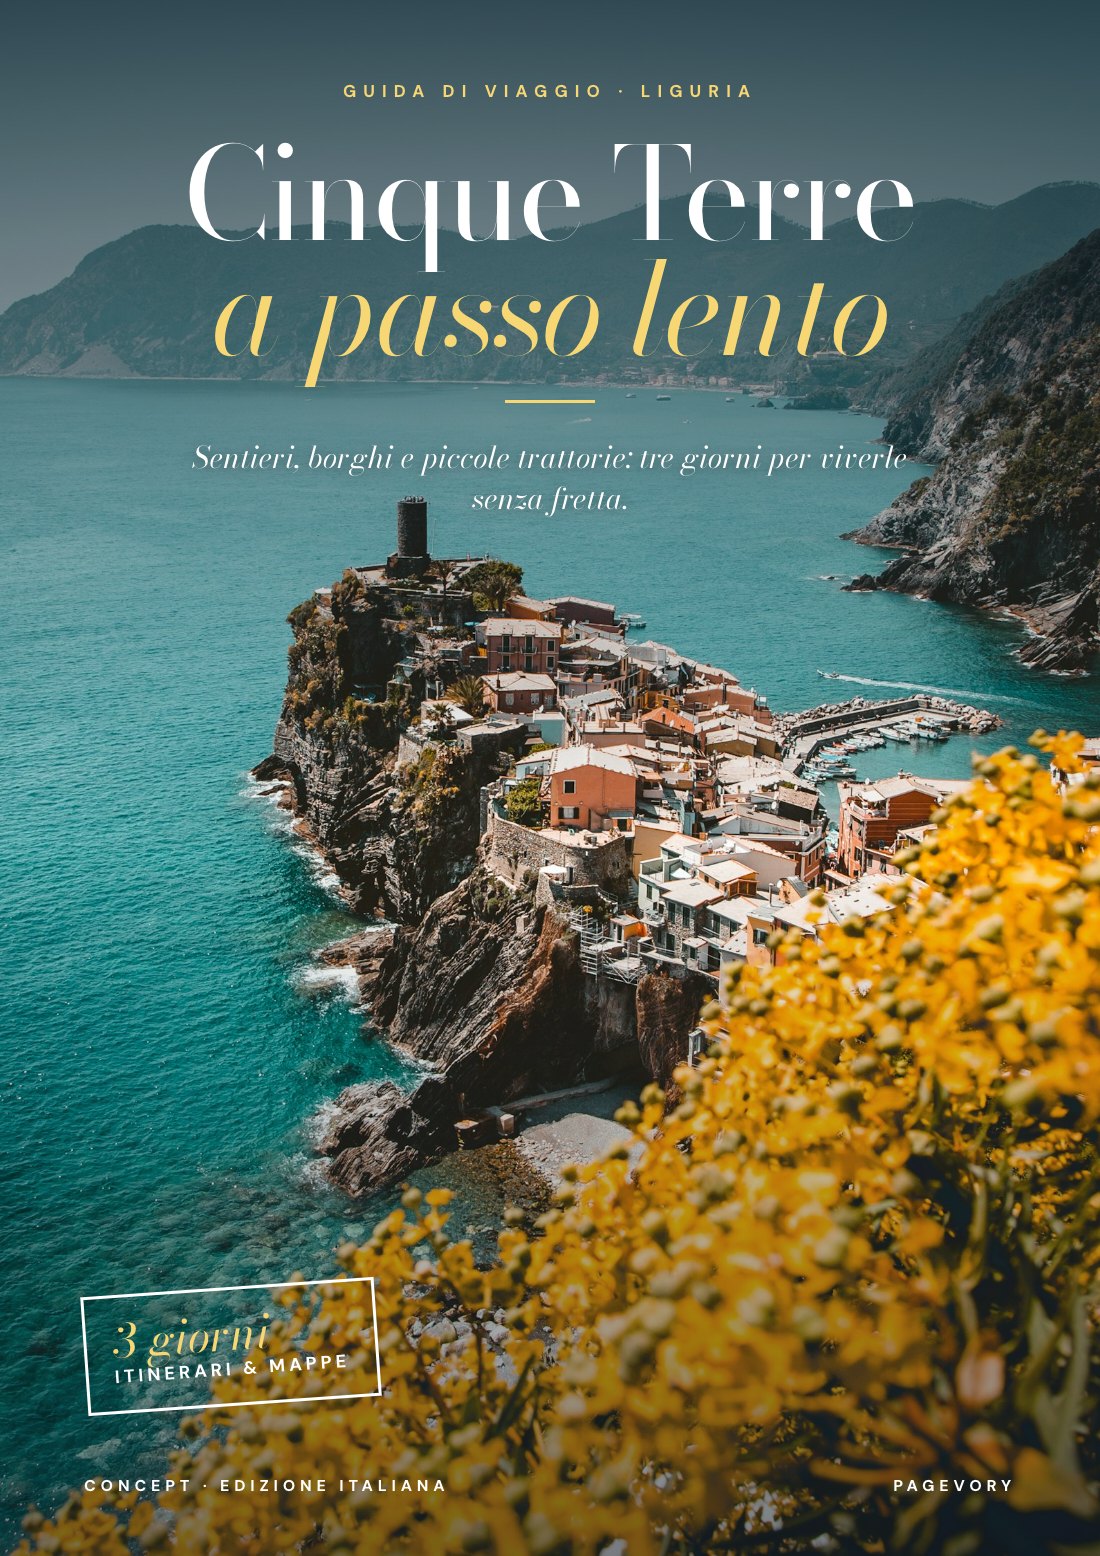 GUIDA DI VIAGGIO · LIGURIA
Cinque Terre
a passo lento
Sentieri, borghi e piccole trattorie: tre giorni per viverle
senza fretta.
3 giorni
ITINERARI & MAPPE
CONCEPT · EDIZIONE ITALIANA
PAGEVORY